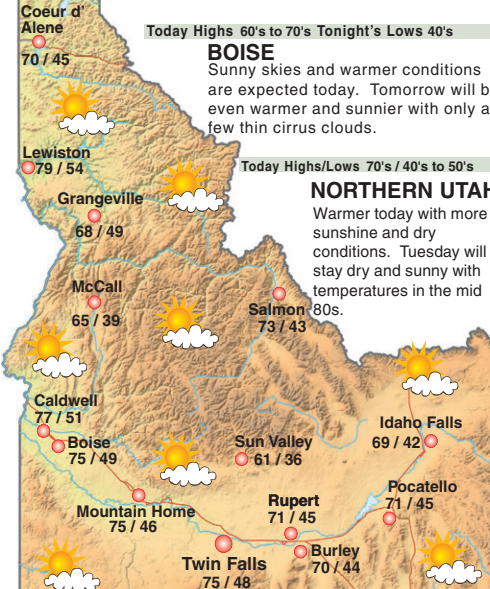 Coeur d'
Alene
70 / 45
Today Highs 60's to 70's Tonight's Lows 40's
BOISE
Sunny skies and warmer conditions
are expected today. Tomorrow will b
even warmer and sunnier with only a
few thin cirrus clouds.
Lewiston
79 / 54
Today Highs/Lows 70's / 40's to 50's
NORTHERN UTAH
Warmer today with more
sunshine and dry
conditions. Tuesday will
stay dry and sunny with
temperatures in the mid
80s.
Grangeville
68 / 49
McCall
65 / 39
Salmon
73 / 43
Caldwell
77 / 51
Boise
75 / 49
Sun Valley
61 / 36
Idaho Falls
69 / 42
Mountain Home
75 / 46
Rupert
71 / 45
Pocatello
71 / 45
Twin Falls
75 / 48
Burley
70 / 44